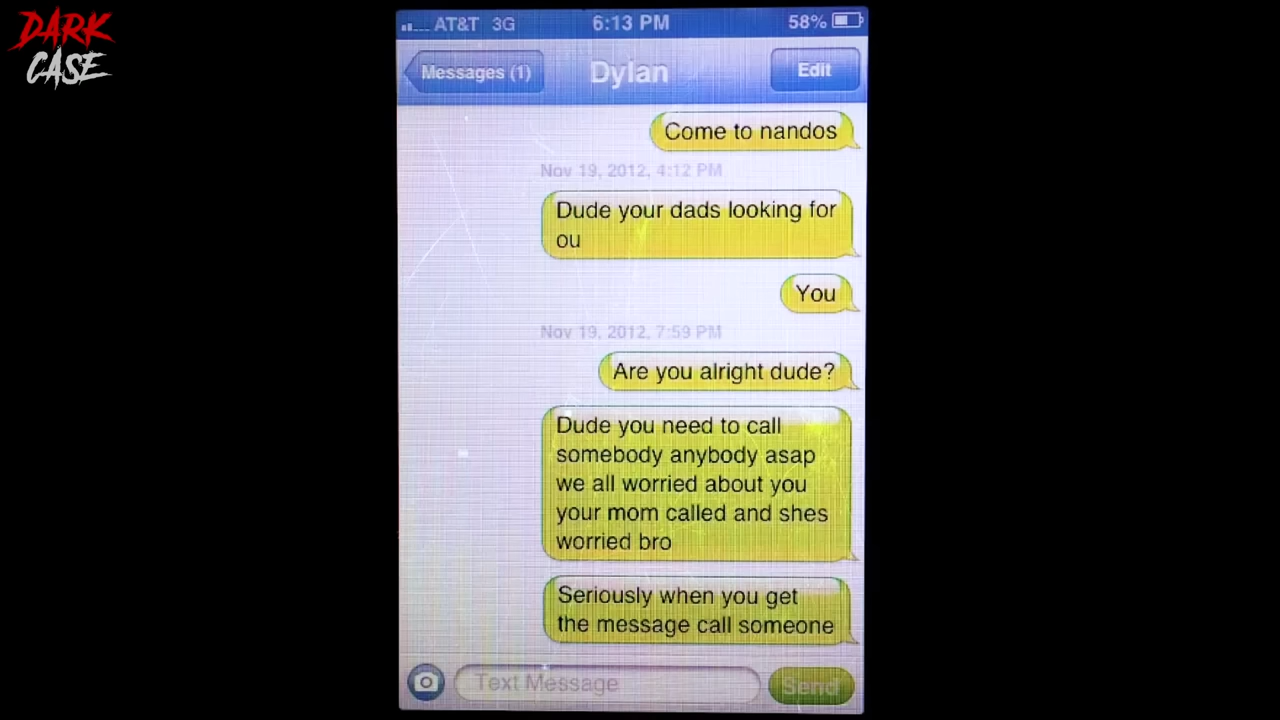 DARK
CASE
AT&T 3G 6:13 PM 58%
Messages (1) Dylan Edit
Come to nandos
Nov 19, 2012, 4:12 PM
Dude your dads looking for
ou
You
Nov 19, 2012, 7:59 PM
Are you alright dude?
Dude you need to call
somebody anybody asap
we all worried about you
your mom called and shes
worried bro
Seriously when you get
the message call someone
Text Message Send